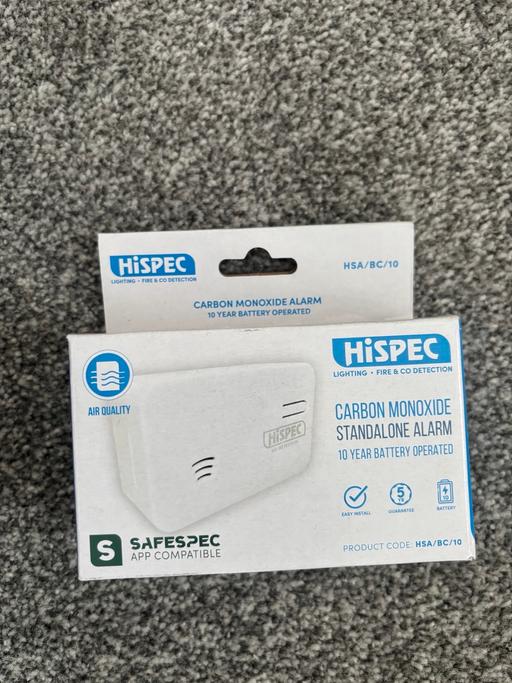 HiSPEC
LIGHTING • FIRE & CO DETECTION
HSA/BC/10
CARBON MONOXIDE ALARM
10 YEAR BATTERY OPERATED
AIR QUALITY
HiSPEC
LIGHTING • FIRE & CO DETECTION
CARBON MONOXIDE
STANDALONE ALARM
10 YEAR BATTERY OPERATED
HiSPEC
5
YR
10
EASY INSTALL
GUARANTEE
BATTERY
S
SAFESPEC
APP COMPATIBLE
PRODUCT CODE: HSA/BC/10